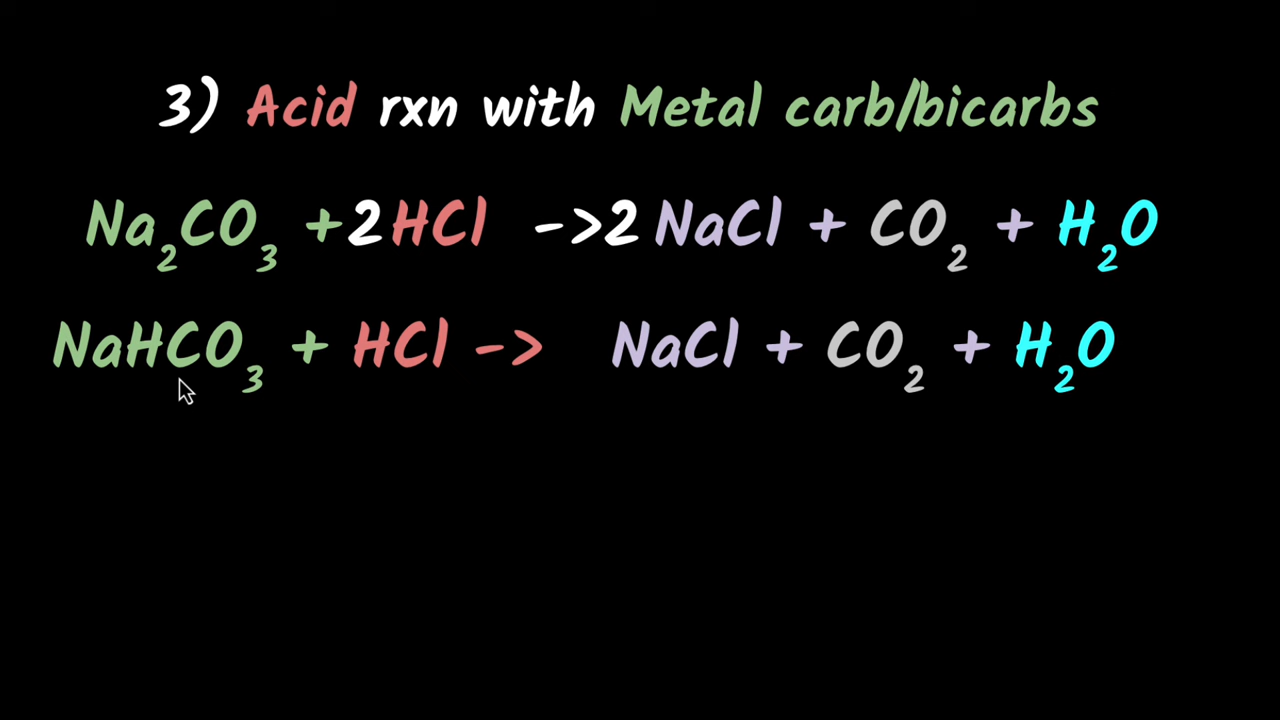 3) Acid rxn with Metal carb/bicarbs
Na₂CO₃ +2HCl ->2 NaCl + CO₂ + H₂O
NaHCO₃ + HCl -> NaCl + CO₂ + H₂O